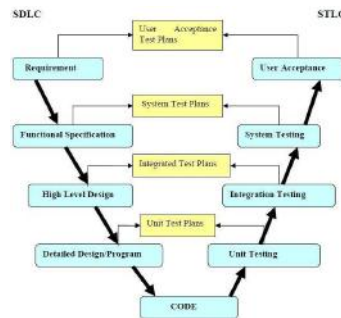 SDLC
STLC
User Acceptance
Test Plans
Requirement
User Acceptance
System Test Plans
Functional Specification
System Testing
Integrated Test Plans
High Level Design
Integration Testing
Unit Test Plans
Detailed Design/Program
Unit Testing
CODE